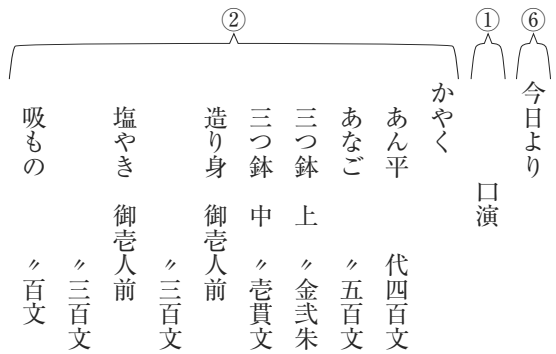 ⑥
今日より
①
口演
②
かやく
あん平 代四百文
あなご 〃五百文
三つ鉢 上 〃金弐朱
三つ鉢 中 〃壱貫文
造り身 御壱人前
〃三百文
塩やき 御壱人前
〃三百文
吸もの 〃百文